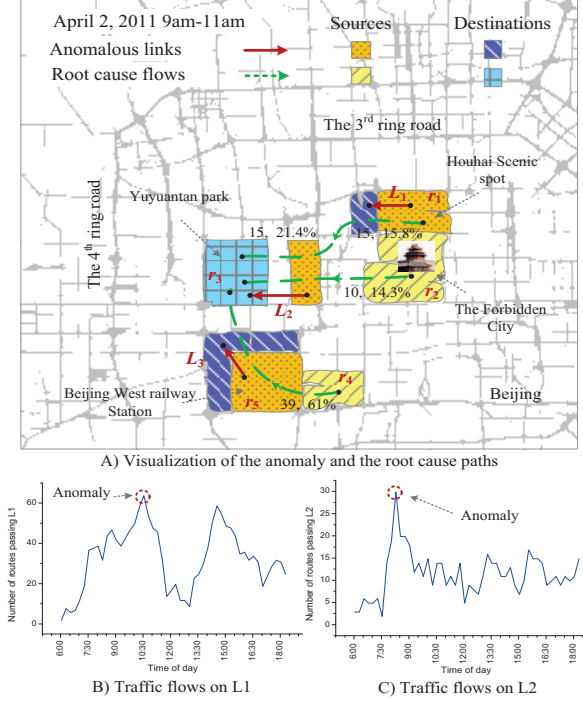 April 2, 2011 9am-11am
Sources
Destinations
Anomalous links
Root cause flows
The 3rd ring road
Houhai Scenic
spot
Yuyuantan park
The 4th ring road
L1
r1
15, 21.4%
15, 15.8%
r3
10, 14.3%
r2
L2
The Forbidden
City
L3
r4
Beijing West railway
Station
r5
39, 61%
Beijing
A) Visualization of the anomaly and the root cause paths
Anomaly
Number of routes passing L1
60
40
20
0
6:00
7:30
9:00
10:30
12:00
13:30
15:00
16:30
18:00
Time of day
B) Traffic flows on L1
Anomaly
Number of routes passing L2
30
25
20
15
10
5
0
6:00
7:30
9:00
10:30
12:00
13:30
15:00
16:30
18:00
Time of day
C) Traffic flows on L2